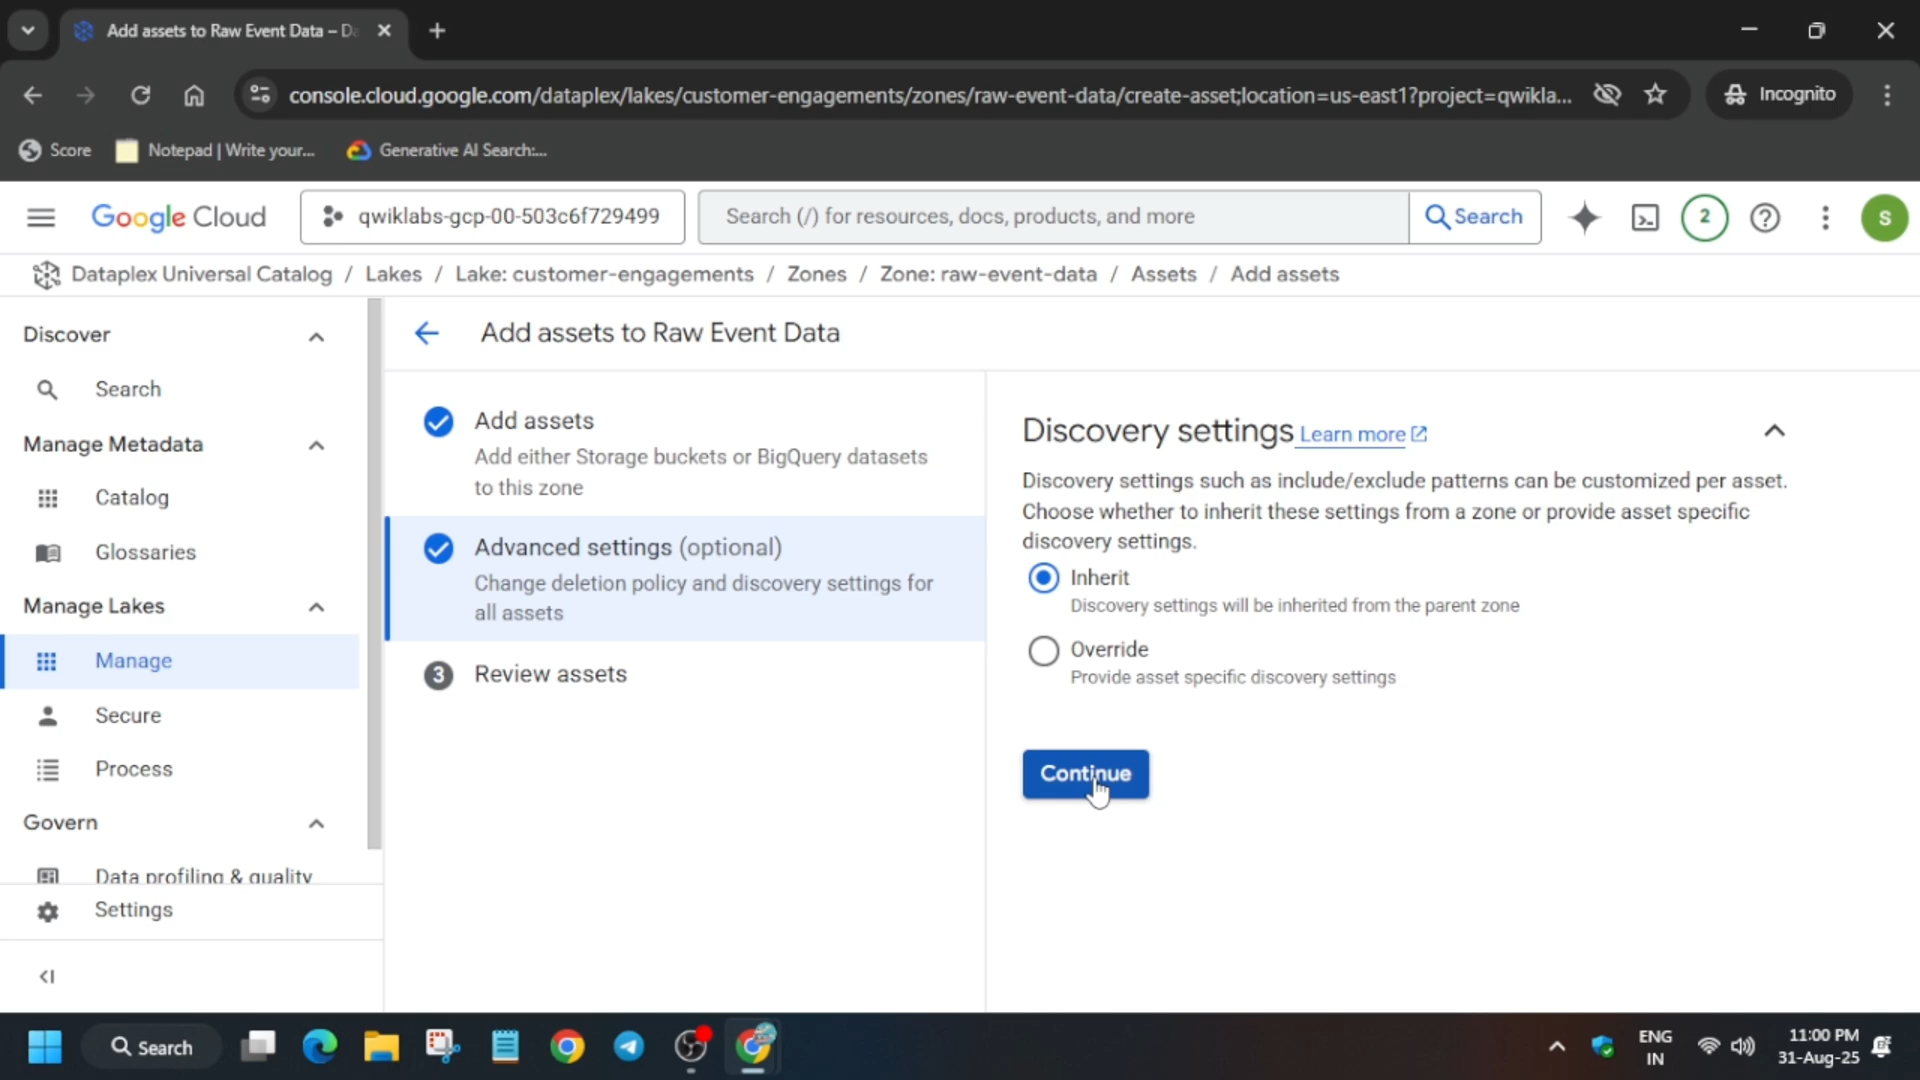 Add assets to Raw Event Data – Da
console.cloud.google.com/dataplex/lakes/customer-engagements/zones/raw-event-data/create-asset;location=us-east1?project=qwikla...
Incognito
Score
Notepad | Write your...
Generative AI Search:...
Google Cloud
qwiklabs-gcp-00-503c6f729499
Search (/) for resources, docs, products, and more
Search
2
S
Dataplex Universal Catalog / Lakes / Lake: customer-engagements / Zones / Zone: raw-event-data / Assets / Add assets
Discover
Search
Manage Metadata
Catalog
Glossaries
Manage Lakes
Manage
Secure
Process
Govern
Data profiling & quality
Settings
Add assets to Raw Event Data
Add assets
Add either Storage buckets or BigQuery datasets
to this zone
Advanced settings (optional)
Change deletion policy and discovery settings for
all assets
3 Review assets
Discovery settings Learn more
Discovery settings such as include/exclude patterns can be customized per asset.
Choose whether to inherit these settings from a zone or provide asset specific
discovery settings.
Inherit
Discovery settings will be inherited from the parent zone
Override
Provide asset specific discovery settings
Continue
Search
ENG
IN
11:00 PM
31-Aug-25